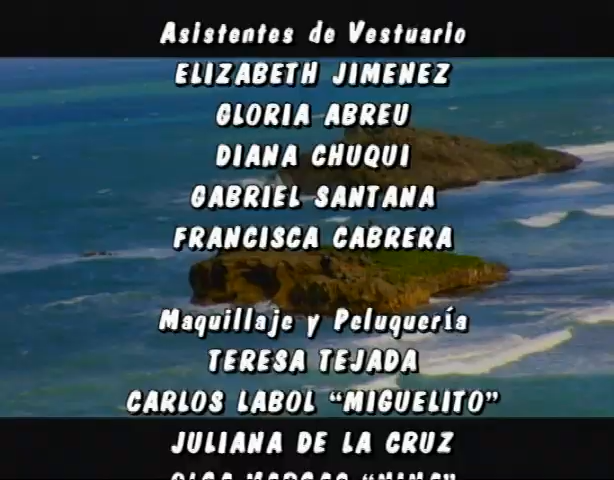 Asistentes de Vestuario
ELIZABETH JIMENEZ
GLORIA ABREU
DIANA CHUQUI
GABRIEL SANTANA
FRANCISCA CABRERA
Maquillaje y Peluquería
TERESA TEJADA
CARLOS LABOL “MIGUELITO”
JULIANA DE LA CRUZ